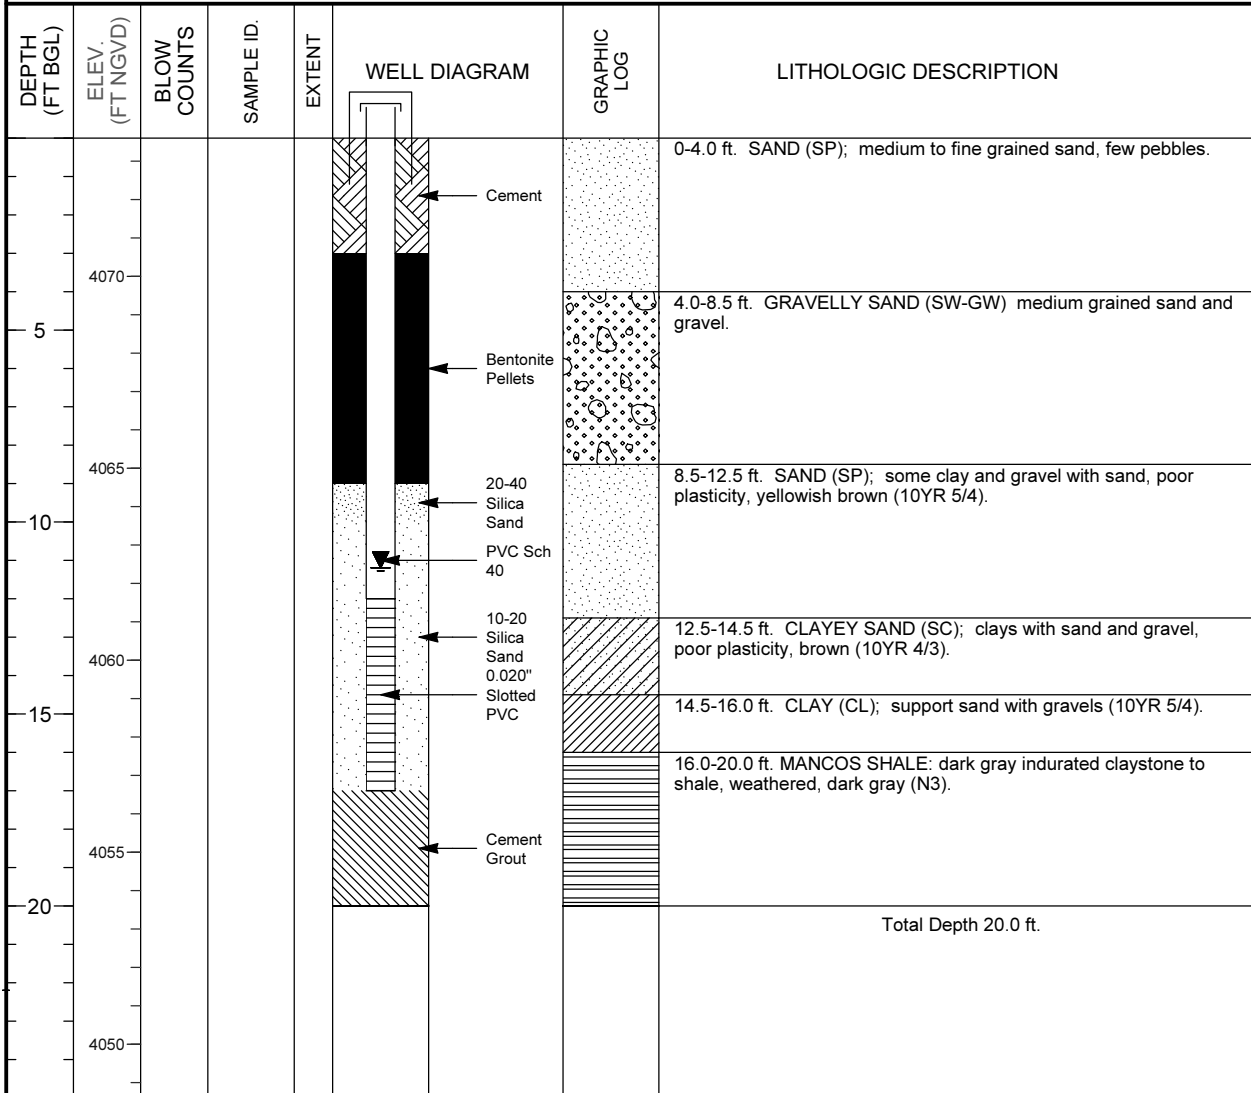 DEPTH
(FT BGL)
ELEV.
(FT NGVD)
BLOW
COUNTS
SAMPLE ID.
EXTENT
WELL DIAGRAM
GRAPHIC
LOG
LITHOLOGIC DESCRIPTION
0-4.0 ft. SAND (SP); medium to fine grained sand, few pebbles.
Cement
4070
4.0-8.5 ft. GRAVELLY SAND (SW-GW) medium grained sand and
gravel.
5
Bentonite
Pellets
4065
8.5-12.5 ft. SAND (SP); some clay and gravel with sand, poor
plasticity, yellowish brown (10YR 5/4).
20-40
Silica
Sand
10
PVC Sch
40
10-20
Silica
Sand
0.020"
Slotted
PVC
12.5-14.5 ft. CLAYEY SAND (SC); clays with sand and gravel,
poor plasticity, brown (10YR 4/3).
4060
14.5-16.0 ft. CLAY (CL); support sand with gravels (10YR 5/4).
15
16.0-20.0 ft. MANCOS SHALE: dark gray indurated claystone to
shale, weathered, dark gray (N3).
Cement
Grout
4055
20
Total Depth 20.0 ft.
4050